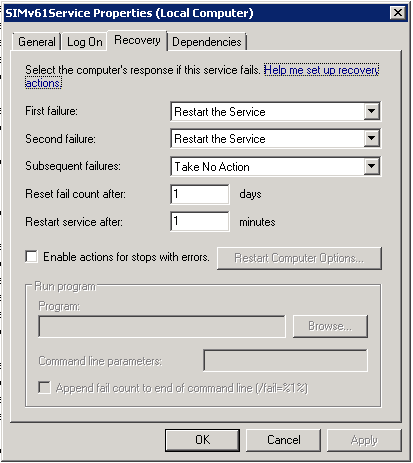 SIMv61Service Properties (Local Computer)
General Log On Recovery Dependencies
Select the computer's response if this service fails. Help me set up recovery
actions.
First failure: Restart the Service
Second failure: Restart the Service
Subsequent failures: Take No Action
Reset fail count after: 1 days
Restart service after: 1 minutes
Enable actions for stops with errors. Restart Computer Options...
Run program
Program:
Browse...
Command line parameters:
Append fail count to end of command line (/fail=%1%)
OK Cancel Apply